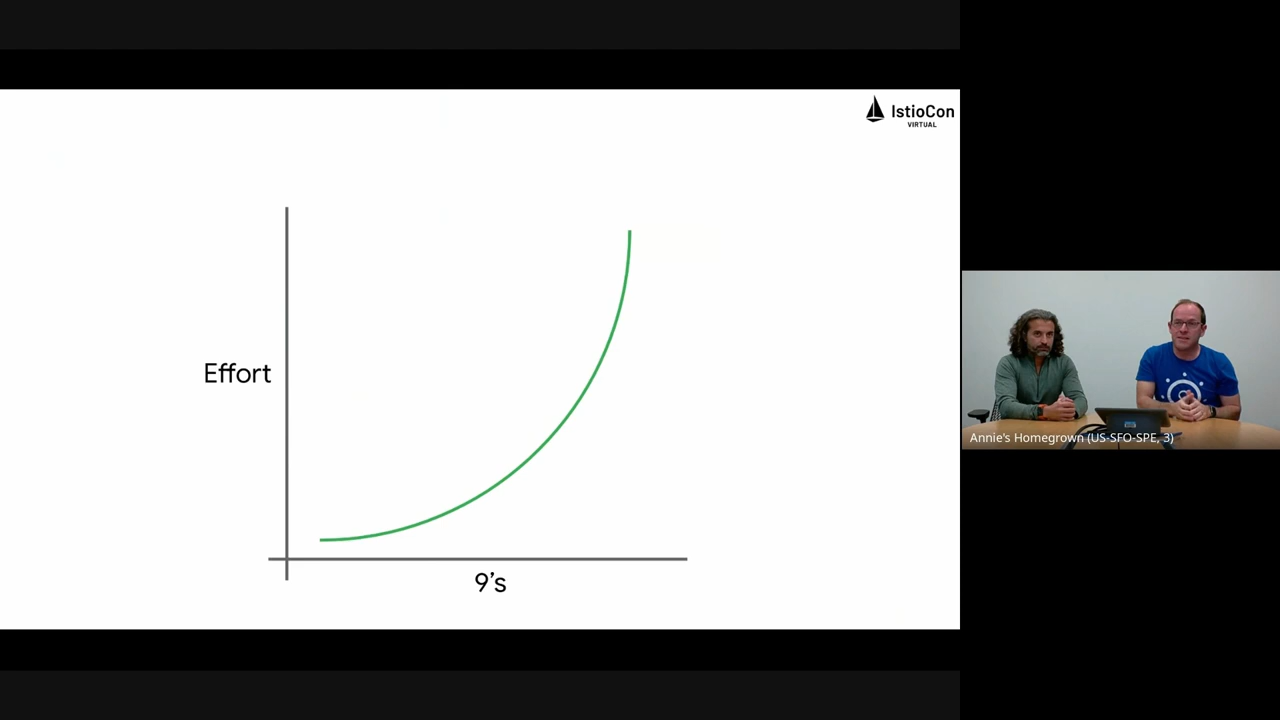 IstioCon
VIRTUAL
Effort
9’s
Annie's Homegrown (US-SFO-SPE, 3)